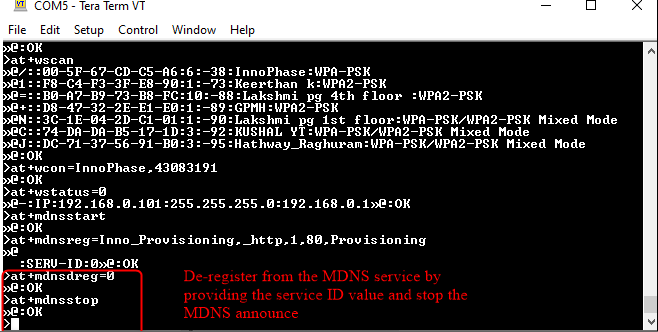 COM5 - Tera Term VT
File Edit Setup Control Window Help
»@:OK
>at+wscan
»@/::00-5F-67-CD-C5-A6:6:-38:InnoPhase:WPA-PSK
»@1::F8-C4-F3-3F-E8-90:1:-73:Keerthan k:WPA2-PSK
»@=::B0-A7-B9-73-B8-FC:10:-88:Lakshmi pg 4th floor :WPA2-PSK
»@+::D8-47-32-2E-E1-E0:1:-89:GPMH:WPA2-PSK
»@N::3C-1E-04-2D-C1-01:1:-90:Lakshmi pg 1st floor:WPA-PSK/WPA2-PSK Mixed Mode
»@C::74-DA-DA-B5-17-1D:3:-92:KUSHAL YT:WPA-PSK/WPA2-PSK Mixed Mode
»@J::DC-71-37-56-91-B0:3:-95:Hathway_Raghuram:WPA-PSK/WPA2-PSK Mixed Mode
»@:OK
>at+wcon=InnoPhase,43083191
»@:OK
>at+wstatus=0
»@-:IP:192.168.0.101:255.255.255.0:192.168.0.1»@:OK
>at+mdnsstart
»@:OK
>at+mdnsreg=Inno_Provisioning,_http,1,80,Provisioning
»@
:SERV-ID:0»@:OK
>at+mdnsdreg=0
»@:OK
>at+mdnsstop
»@:OK
>
De-register from the MDNS service by
providing the service ID value and stop the
MDNS announce